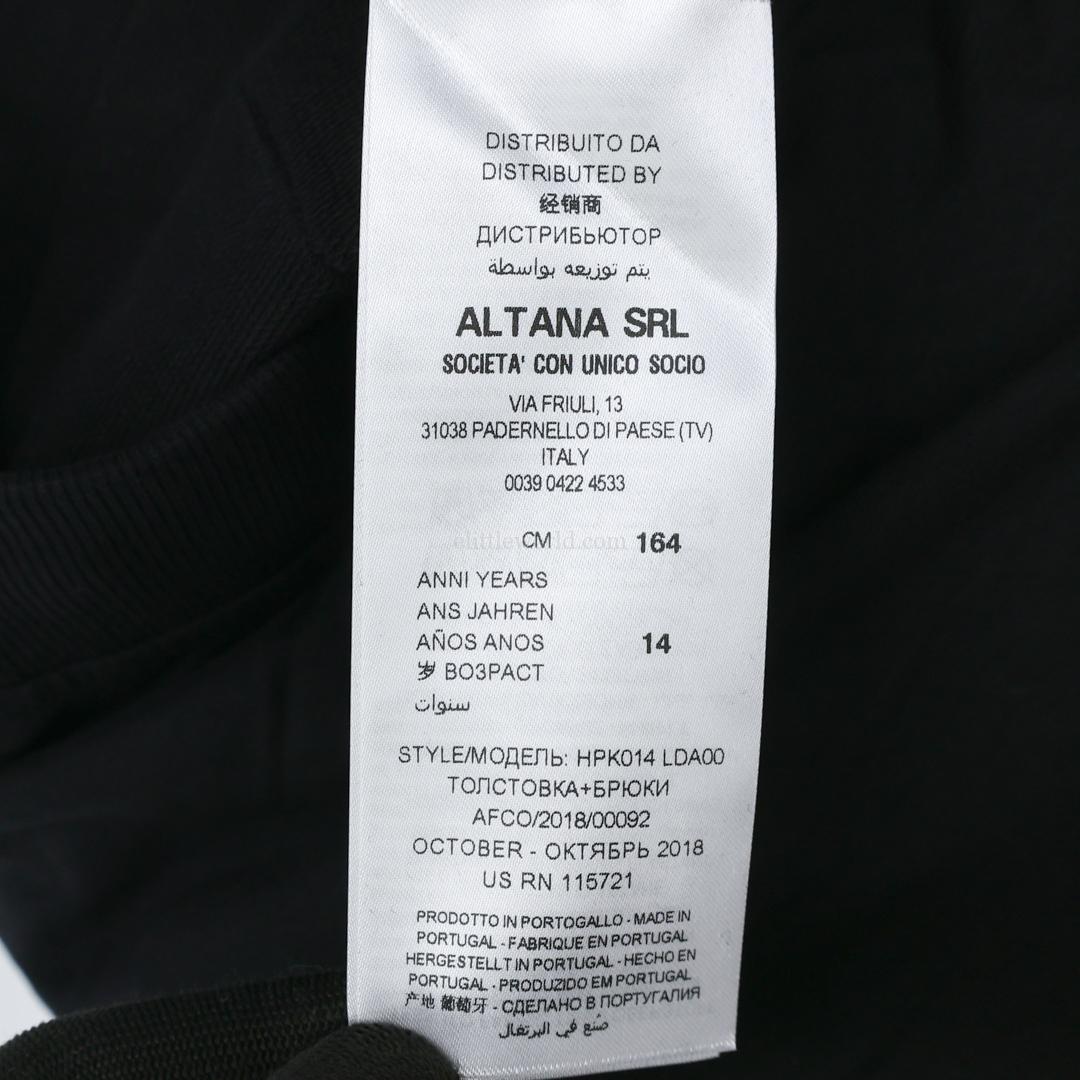 DISTRIBUITO DA
DISTRIBUTED BY
经销商
ДИСТРИБЬЮТОР
يتم توزيعه بواسطة
ALTANA SRL
SOCIETA' CON UNICO SOCIO
VIA FRIULI, 13
31038 PADERNELLO DI PAESE (TV)
ITALY
0039 0422 4533
CM 164
elittleworld.com
ANNI YEARS
ANS JAHREN
AÑOS ANOS 14
岁 ВОЗРАСТ
سنوات
STYLE/МОДЕЛЬ: HPK014 LDA00
ТОЛСТОВКА+БРЮКИ
AFCO/2018/00092
OCTOBER - ОКТЯБРЬ 2018
US RN 115721
PRODOTTO IN PORTOGALLO - MADE IN
PORTUGAL - FABRIQUE EN PORTUGAL
HERGESTELLT IN PORTUGAL - HECHO EN
PORTUGAL - PRODUZIDO EM PORTUGAL
产地 葡萄牙 - СДЕЛАНО В ПОРТУГАЛИЯ
صُنع في البرتغال